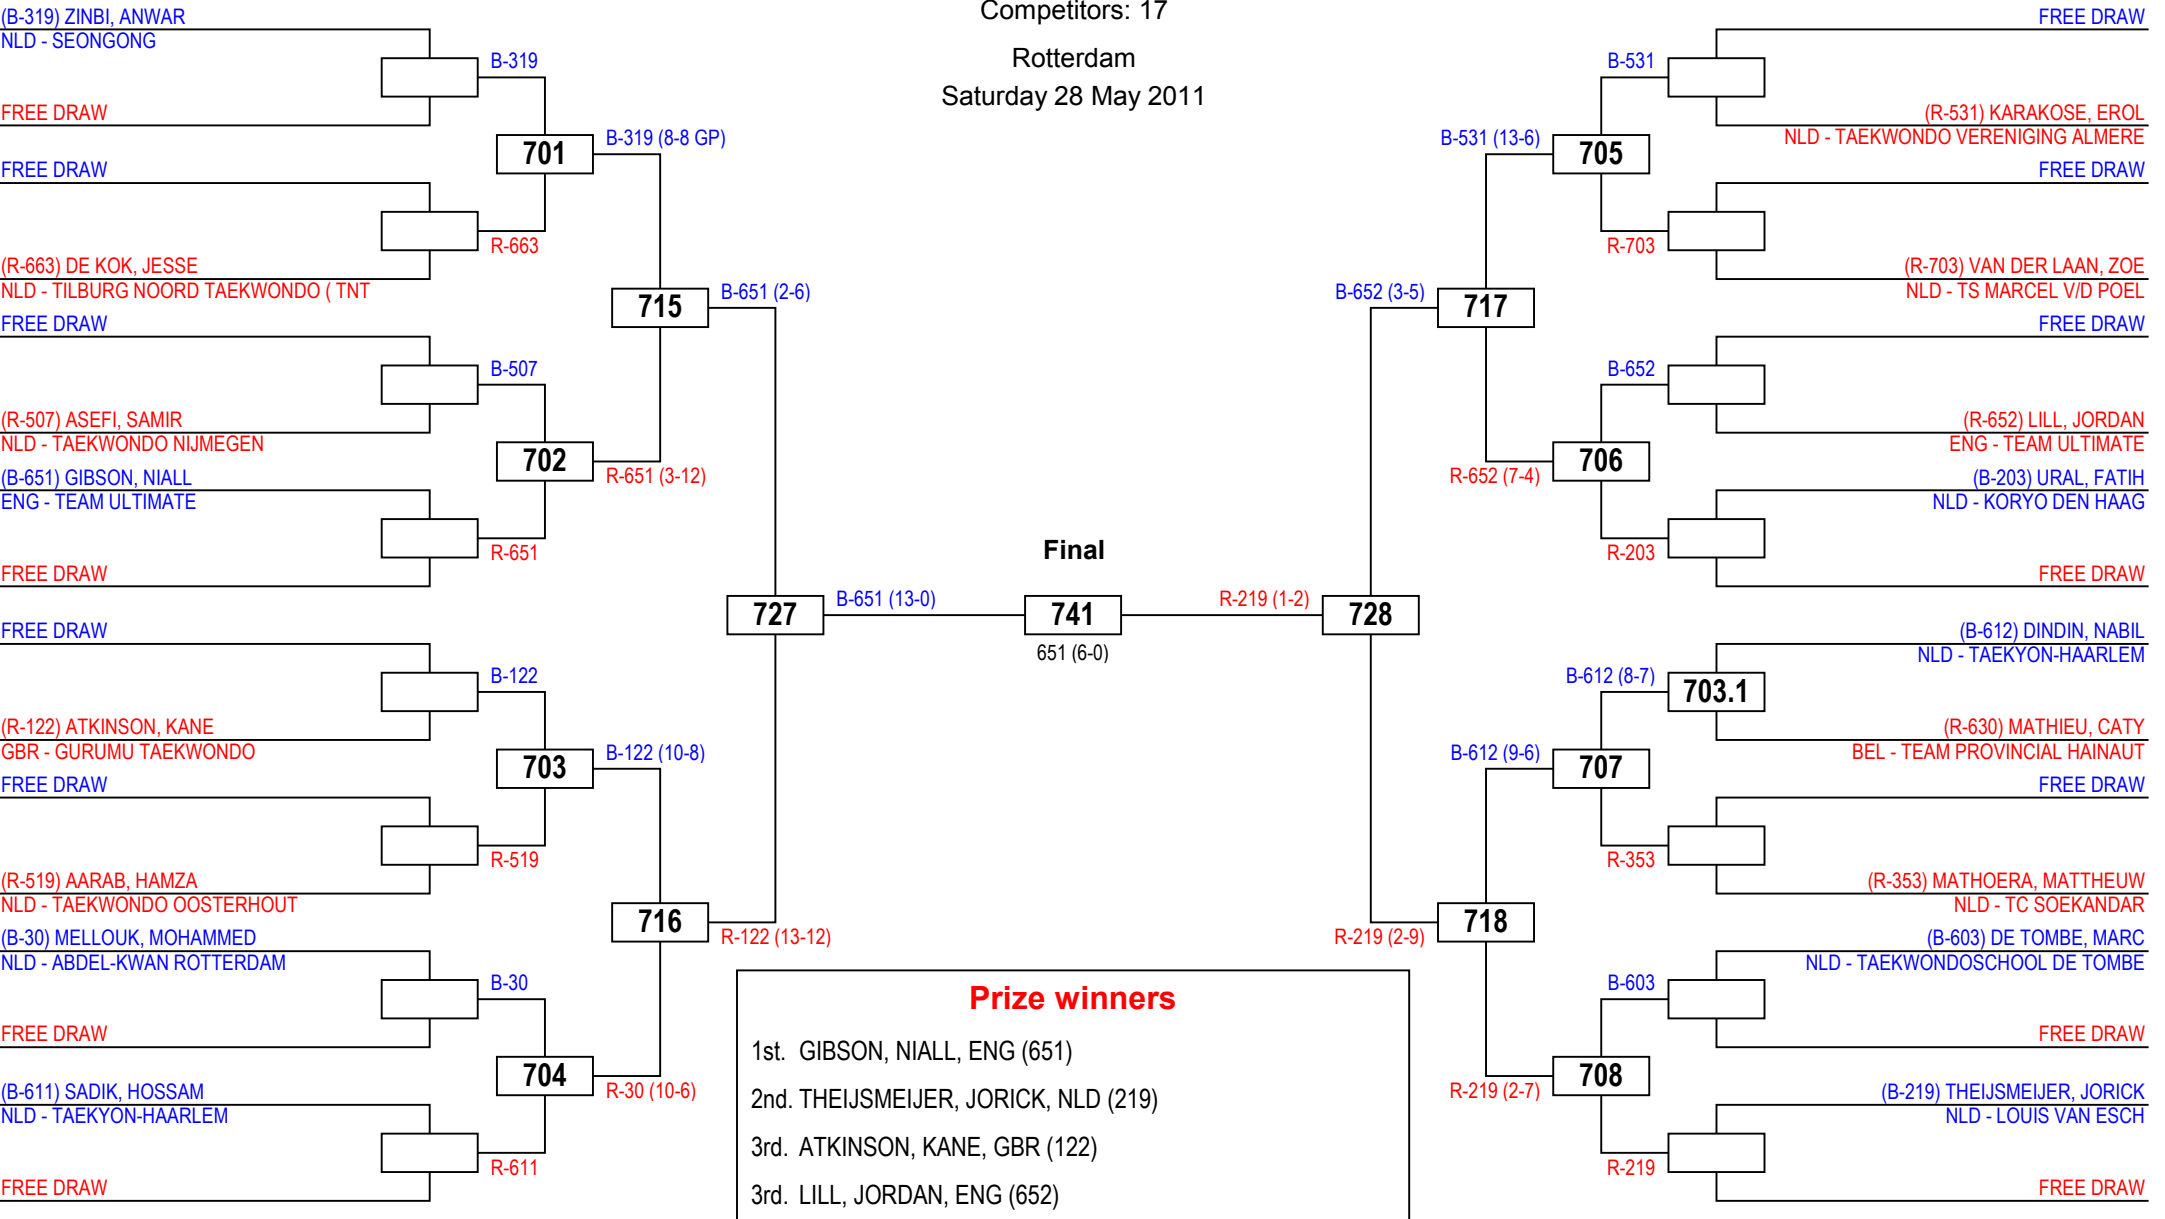 Competitors: 17
Rotterdam
Saturday 28 May 2011
(B-319) ZINBI, ANWAR
NLD - SEONGONG
FREE DRAW
FREE DRAW
(R-663) DE KOK, JESSE
NLD - TILBURG NOORD TAEKWONDO ( TNT
FREE DRAW
(R-507) ASEFI, SAMIR
NLD - TAEKWONDO NIJMEGEN
(B-651) GIBSON, NIALL
ENG - TEAM ULTIMATE
FREE DRAW
FREE DRAW
(R-122) ATKINSON, KANE
GBR - GURUMU TAEKWONDO
FREE DRAW
(R-519) AARAB, HAMZA
NLD - TAEKWONDO OOSTERHOUT
(B-30) MELLOUK, MOHAMMED
NLD - ABDEL-KWAN ROTTERDAM
FREE DRAW
(B-611) SADIK, HOSSAM
NLD - TAEKYON-HAARLEM
FREE DRAW
B-319
R-663
B-507
R-651
B-122
R-519
B-30
R-611
701
702
703
704
B-319 (8-8 GP)
R-651 (3-12)
B-122 (10-8)
R-30 (10-6)
715
716
B-651 (2-6)
R-122 (13-12)
727
B-651 (13-0)
Final
741
651 (6-0)
R-219 (1-2)
728
B-652 (3-5)
R-219 (2-9)
717
718
B-531 (13-6)
R-652 (7-4)
B-612 (9-6)
R-219 (2-7)
705
706
707
708
B-531
R-703
B-652
R-203
B-612 (8-7)
703.1
R-353
B-603
R-219
FREE DRAW
(R-531) KARAKOSE, EROL
NLD - TAEKWONDO VERENIGING ALMERE
FREE DRAW
(R-703) VAN DER LAAN, ZOE
NLD - TS MARCEL V/D POEL
FREE DRAW
(R-652) LILL, JORDAN
ENG - TEAM ULTIMATE
(B-203) URAL, FATIH
NLD - KORYO DEN HAAG
FREE DRAW
(B-612) DINDIN, NABIL
NLD - TAEKYON-HAARLEM
(R-630) MATHIEU, CATY
BEL - TEAM PROVINCIAL HAINAUT
FREE DRAW
(R-353) MATHOERA, MATTHEUW
NLD - TC SOEKANDAR
(B-603) DE TOMBE, MARC
NLD - TAEKWONDOSCHOOL DE TOMBE
FREE DRAW
(B-219) THEIJSMEIJER, JORICK
NLD - LOUIS VAN ESCH
FREE DRAW
Prize winners
1st. GIBSON, NIALL, ENG (651)
2nd. THEIJSMEIJER, JORICK, NLD (219)
3rd. ATKINSON, KANE, GBR (122)
3rd. LILL, JORDAN, ENG (652)